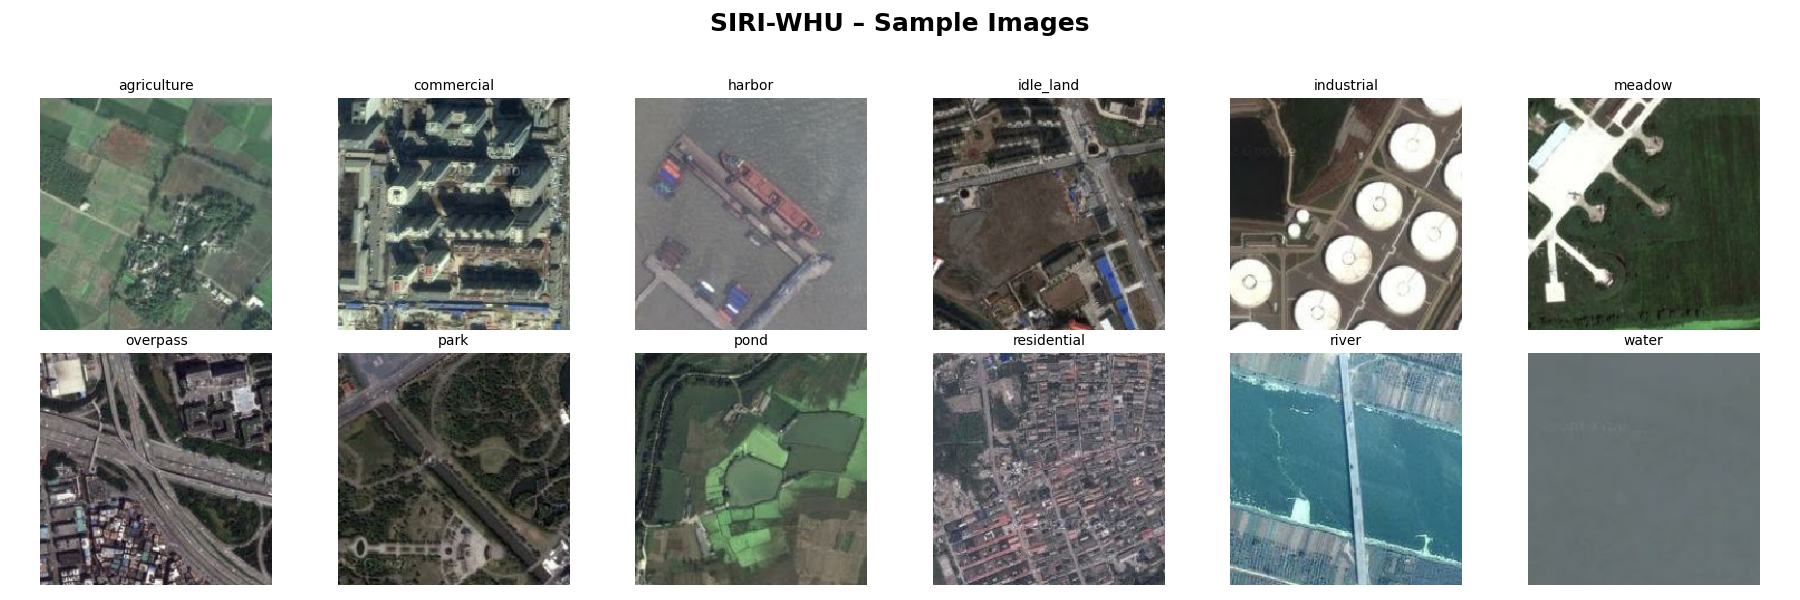 SIRI-WHU – Sample Images
agriculture
commercial
harbor
idle_land
industrial
meadow
overpass
park
pond
residential
river
water